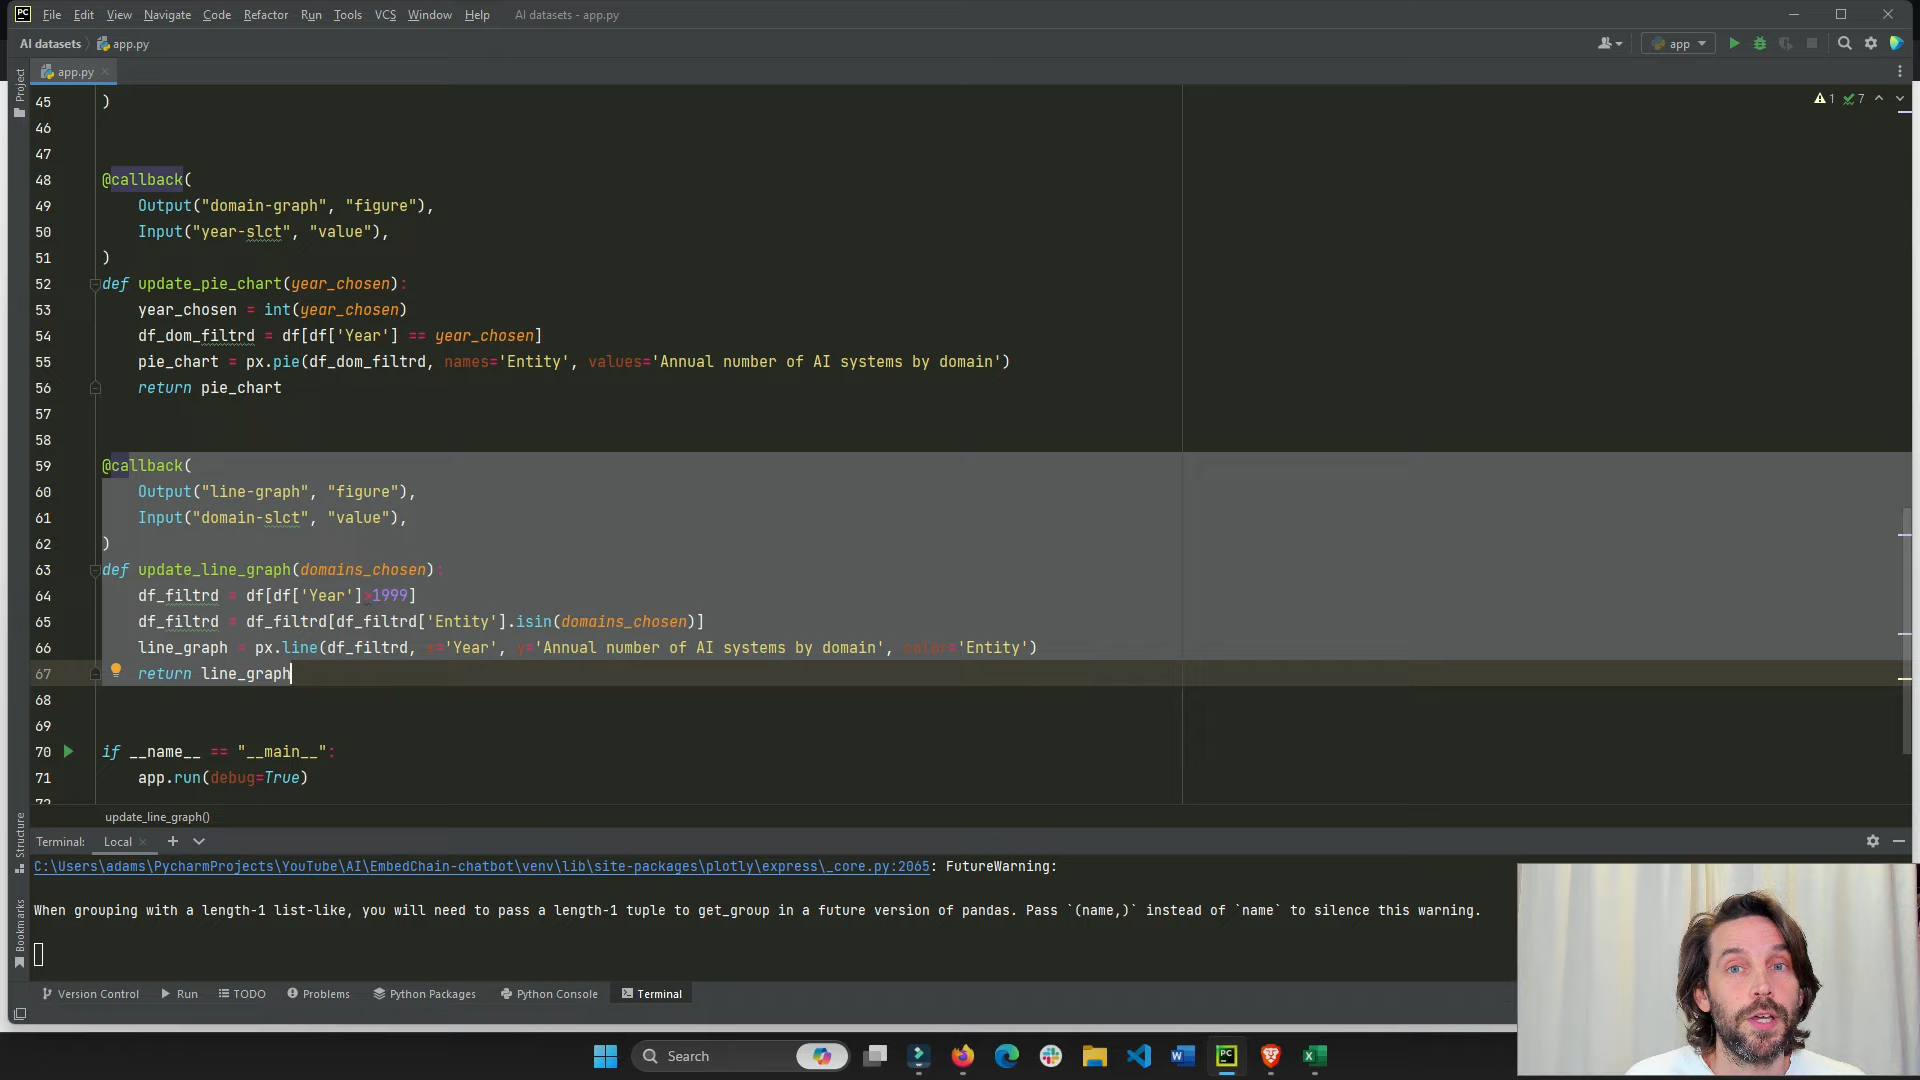 PC File Edit View Navigate Code Refactor Run Tools VCS Window Help AI datasets - app.py
AI datasets app.py app
Project app.py
1 7
45 )
46
47
48 @callback(
49 Output("domain-graph", "figure"),
50 Input("year-slct", "value"),
51 )
52 def update_pie_chart(year_chosen):
53 year_chosen = int(year_chosen)
54 df_dom_filtrd = df[df['Year'] == year_chosen]
55 pie_chart = px.pie(df_dom_filtrd, names='Entity', values='Annual number of AI systems by domain')
56 return pie_chart
57
58
59 @callback(
60 Output("line-graph", "figure"),
61 Input("domain-slct", "value"),
62 )
63 def update_line_graph(domains_chosen):
64 df_filtrd = df[df['Year']>1999]
65 df_filtrd = df_filtrd[df_filtrd['Entity'].isin(domains_chosen)]
66 line_graph = px.line(df_filtrd, x='Year', y='Annual number of AI systems by domain', color='Entity')
67 return line_graph
68
69
70 if __name__ == "__main__":
71 app.run(debug=True)
72
update_line_graph()
Structure
Terminal: Local
C:\Users\adams\PycharmProjects\YouTube\AI\EmbedChain-chatbot\venv\lib\site-packages\plotly\express\_core.py:2065: FutureWarning:
When grouping with a length-1 list-like, you will need to pass a length-1 tuple to get_group in a future version of pandas. Pass `(name,)` instead of `name` to silence this warning.
Bookmarks
Version Control Run TODO Problems Python Packages Python Console Terminal
Search